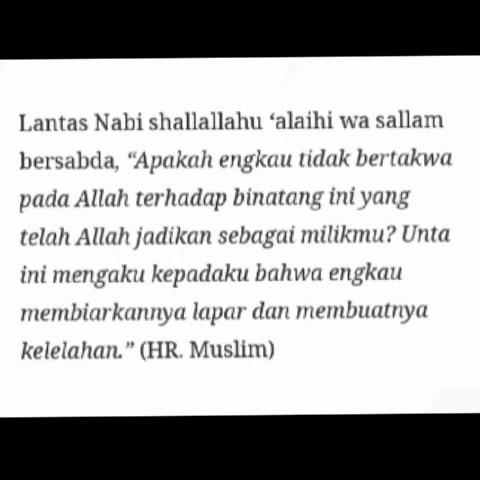 Lantas Nabi shallallahu ‘alaihi wa sallam
bersabda, “Apakah engkau tidak bertakwa
pada Allah terhadap binatang ini yang
telah Allah jadikan sebagai milikmu? Unta
ini mengaku kepadaku bahwa engkau
membiarkannya lapar dan membuatnya
kelelahan.” (HR. Muslim)